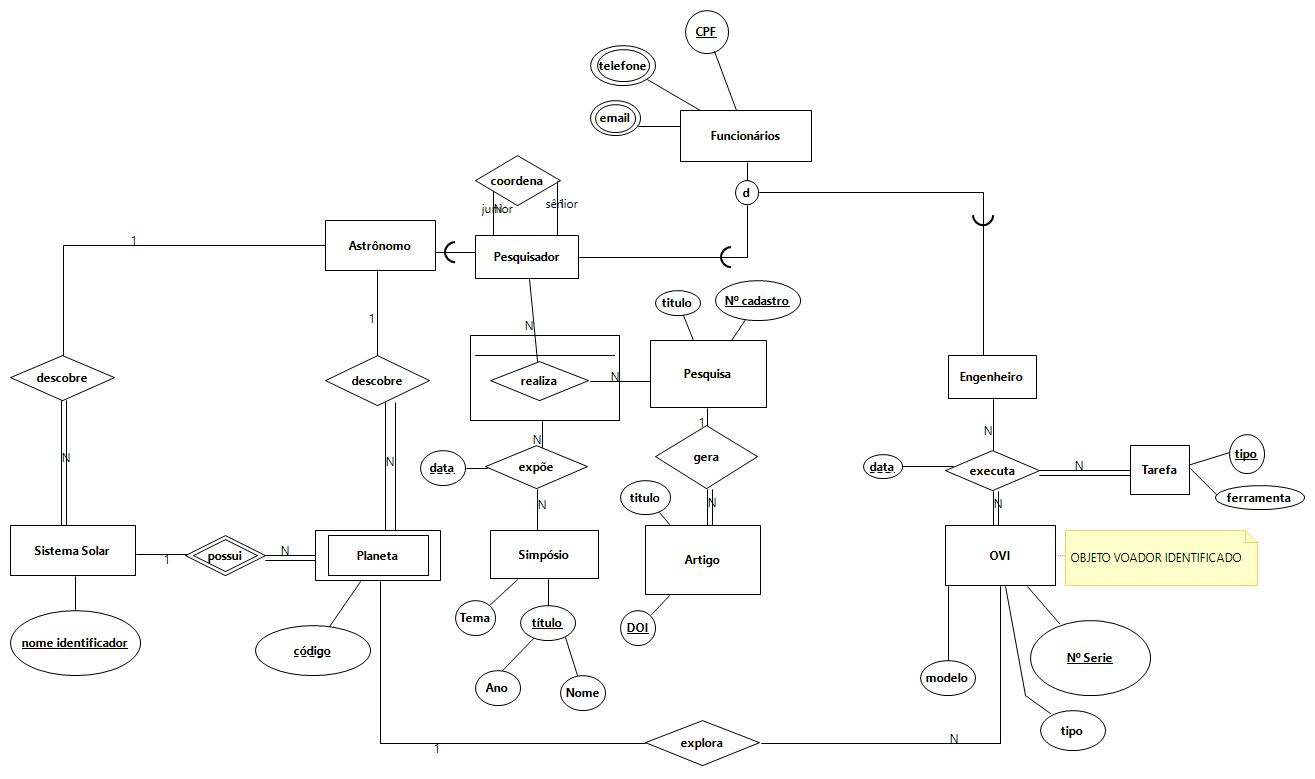 CPF
telefone
email
Funcionários
d
coordena
junior
N
sênior
1
Astrônomo
Pesquisador
1
1
titulo
Nº cadastro
N
descobre
descobre
realiza
N
Pesquisa
Engenheiro
1
N
N
data
expõe
gera
N
N
data
executa
N
Tarefa
tipo
ferramenta
N
titulo
N
N
N
Sistema Solar
1
possui
N
Planeta
Simpósio
Artigo
OVI
OBJETO VOADOR IDENTIFICADO
nome identificador
código
Tema
título
DOI
Ano
Nome
modelo
Nº Serie
tipo
1
explora
N